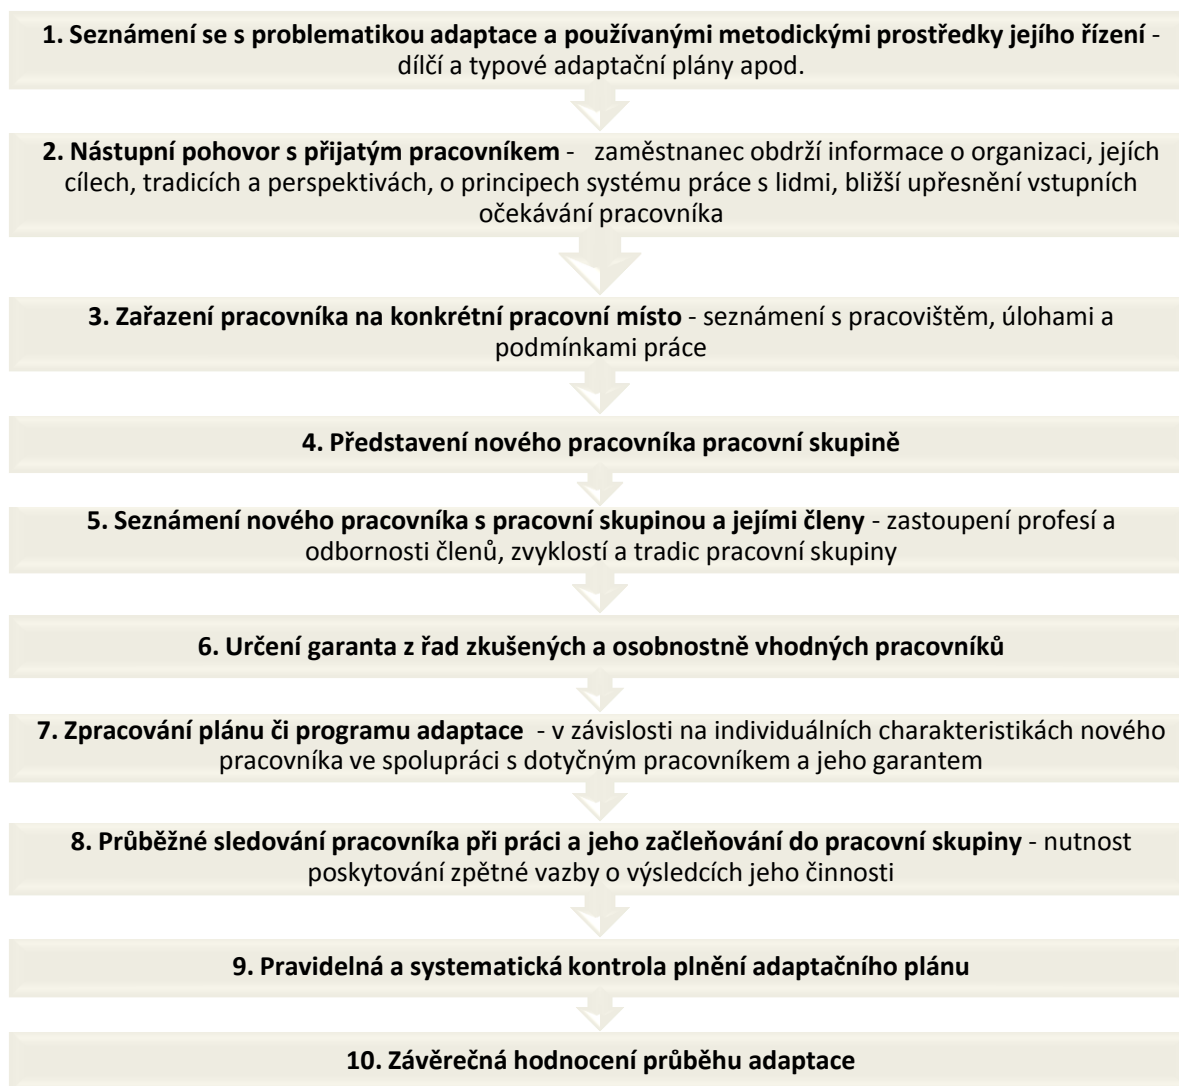 1. Seznámení se s problematikou adaptace a používanými metodickými prostředky jejího řízení -
dílčí a typové adaptační plány apod.
2. Nástupní pohovor s přijatým pracovníkem - zaměstnanec obdrží informace o organizaci, jejích
cílech, tradicích a perspektivách, o principech systému práce s lidmi, bližší upřesnění vstupních
očekávání pracovníka
3. Zařazení pracovníka na konkrétní pracovní místo - seznámení s pracovištěm, úlohami a
podmínkami práce
4. Představení nového pracovníka pracovní skupině
5. Seznámení nového pracovníka s pracovní skupinou a jejími členy - zastoupení profesí a
odbornosti členů, zvyklostí a tradic pracovní skupiny
6. Určení garanta z řad zkušených a osobnostně vhodných pracovníků
7. Zpracování plánu či programu adaptace - v závislosti na individuálních charakteristikách nového
pracovníka ve spolupráci s dotyčným pracovníkem a jeho garantem
8. Průběžné sledování pracovníka při práci a jeho začleňování do pracovní skupiny - nutnost
poskytování zpětné vazby o výsledcích jeho činnosti
9. Pravidelná a systematická kontrola plnění adaptačního plánu
10. Závěrečná hodnocení průběhu adaptace